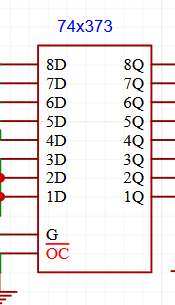 74x373
8D 8Q
7D 7Q
6D 6Q
5D 5Q
4D 4Q
3D 3Q
2D 2Q
1D 1Q
G
OC